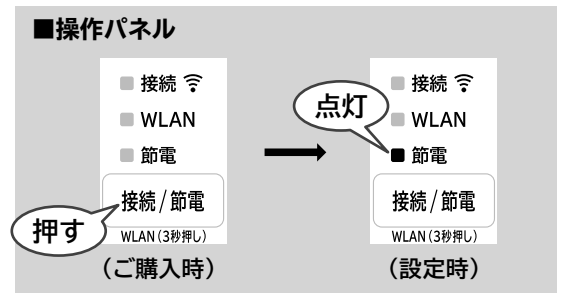 ■操作パネル
接続
WLAN
節電
接続/節電
押す
WLAN(3秒押し)
(ご購入時)
接続
点灯
WLAN
節電
接続/節電
WLAN(3秒押し)
(設定時)